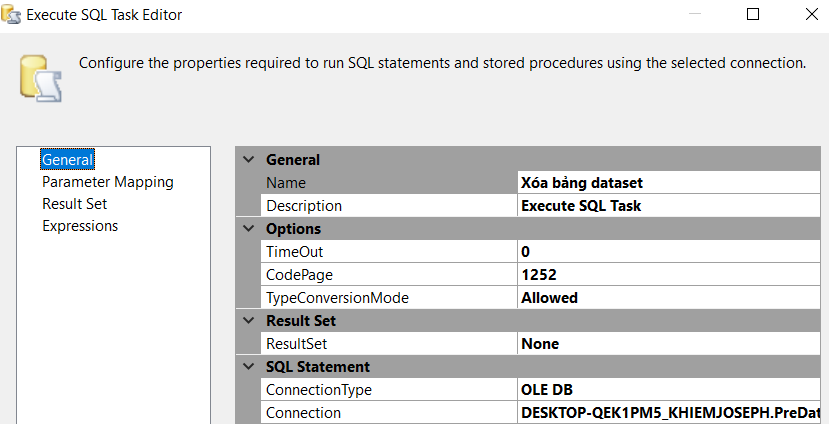 Execute SQL Task Editor
Configure the properties required to run SQL statements and stored procedures using the selected connection.
General
Parameter Mapping
Result Set
Expressions
General
Name Xóa bảng dataset
Description Execute SQL Task
Options
TimeOut 0
CodePage 1252
TypeConversionMode Allowed
Result Set
ResultSet None
SQL Statement
ConnectionType OLE DB
Connection DESKTOP-QEK1PM5_KHIEMJOSEPH.PreDat